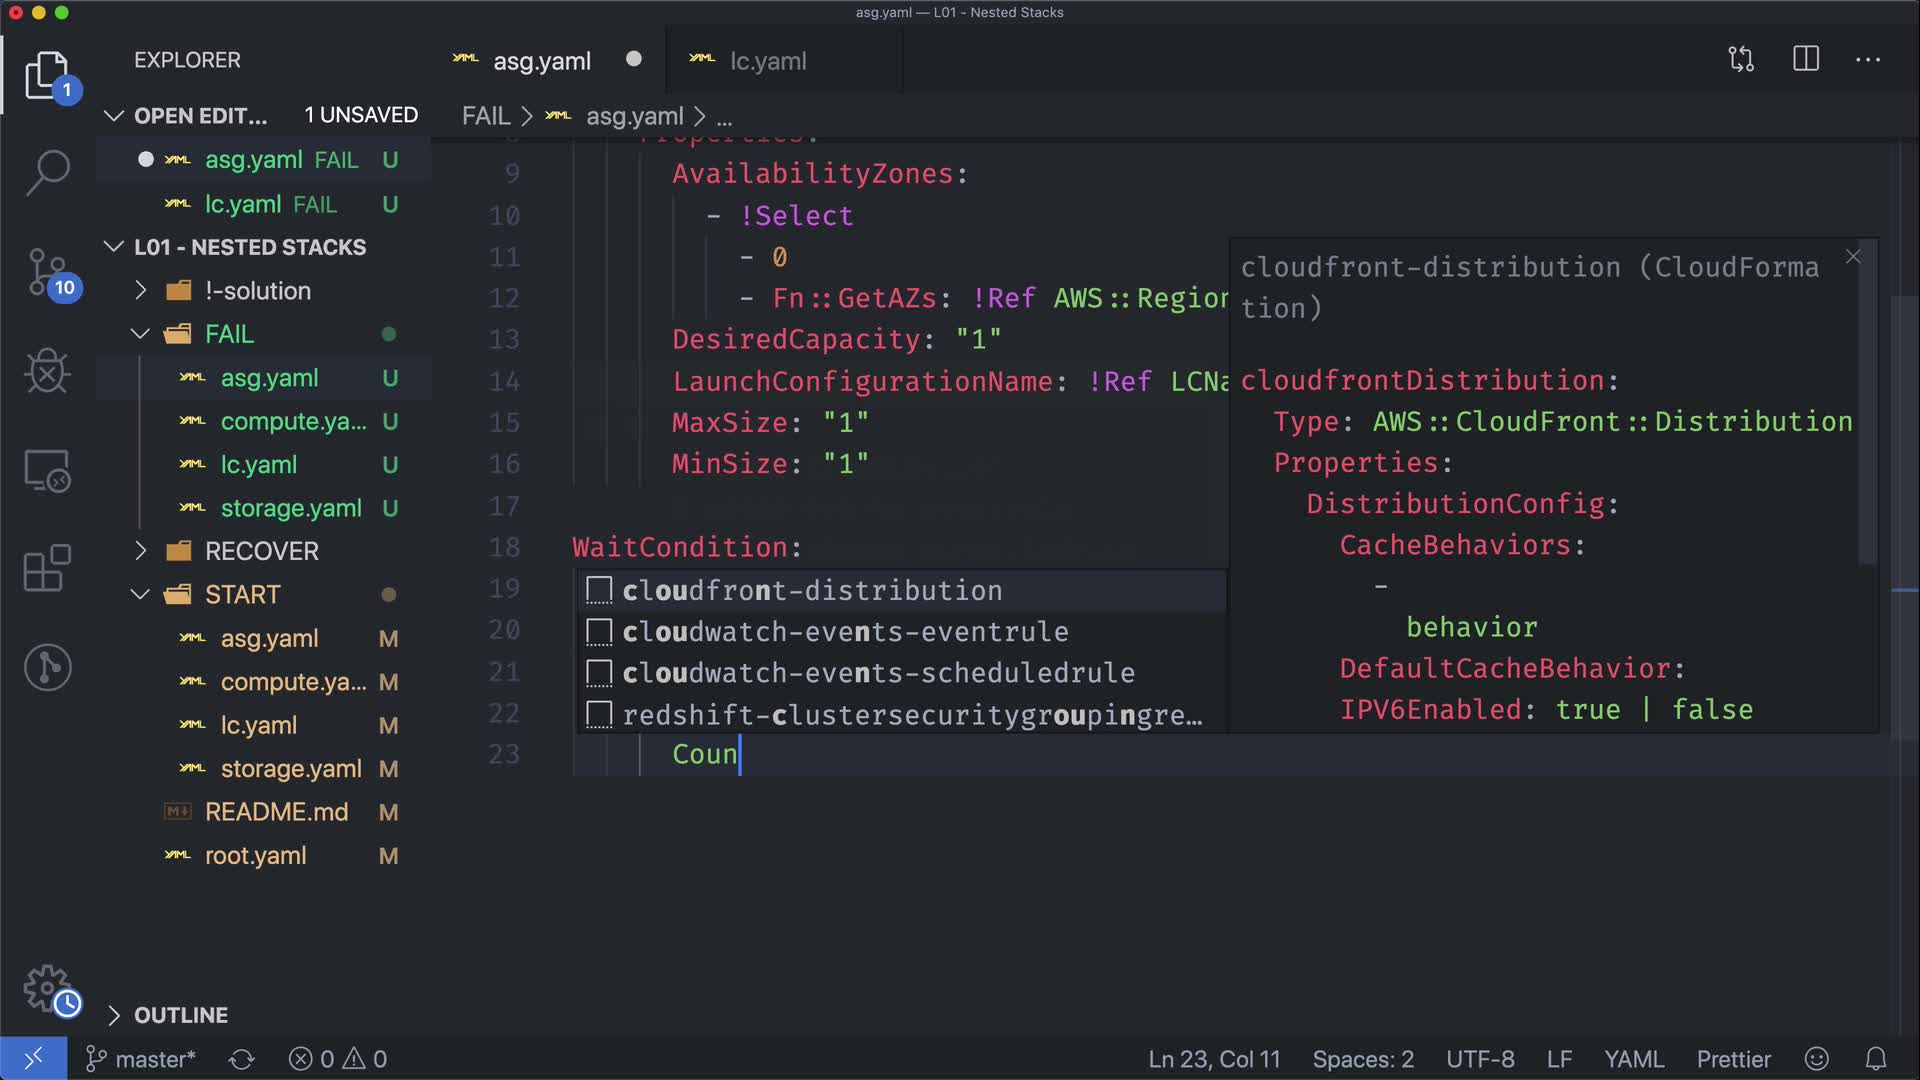 asg.yaml — L01 - Nested Stacks
EXPLORER
asg.yaml
lc.yaml
1
OPEN EDIT... 1 UNSAVED
FAIL > asg.yaml > ...
asg.yaml FAIL U
lc.yaml FAIL U
L01 - NESTED STACKS
10
!-solution
FAIL
asg.yaml U
compute.ya... U
lc.yaml U
storage.yaml U
RECOVER
START
asg.yaml M
compute.ya... M
lc.yaml M
storage.yaml M
README.md M
root.yaml M
OUTLINE
Properties:
9 AvailabilityZones:
10 - !Select
11 - 0
12 - Fn::GetAZs: !Ref AWS::Region
13 DesiredCapacity: "1"
14 LaunchConfigurationName: !Ref LCNa
15 MaxSize: "1"
16 MinSize: "1"
17
18 WaitCondition:
19
20
21
22
23 Coun
cloudfront-distribution
cloudwatch-events-eventrule
cloudwatch-events-scheduledrule
redshift-clustersecuritygroupingre...
cloudfront-distribution (CloudForma
tion)
cloudfrontDistribution:
Type: AWS::CloudFront::Distribution
Properties:
DistributionConfig:
CacheBehaviors:
-
behavior
DefaultCacheBehavior:
IPV6Enabled: true | false
master* 0 0 Ln 23, Col 11 Spaces: 2 UTF-8 LF YAML Prettier